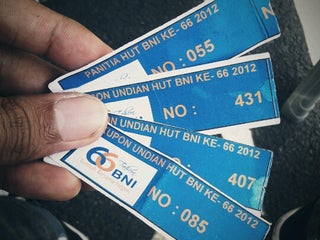 PANITIA HUT BNI KE- 66 2012
NO : 055
PON UNDIAN HUT BNI KE- 66 2012
NO : 431
UPON UNDIAN HUT BNI KE- 66 2012
407
KUPON UNDIAN HUT BNI KE- 66 2012
66
BNI
NO : 085